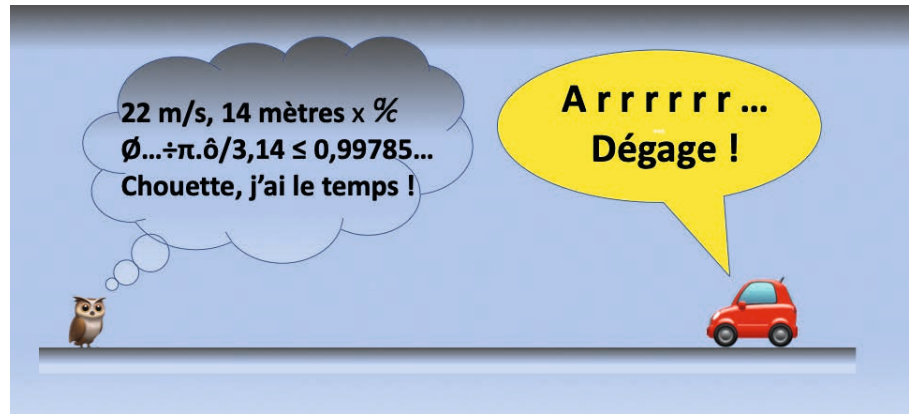 22 m/s, 14 mètres x %
Ø...÷π.ô/3,14 ≤ 0,99785...
Chouette, j'ai le temps !
A r r r r r r ...
Dégage !